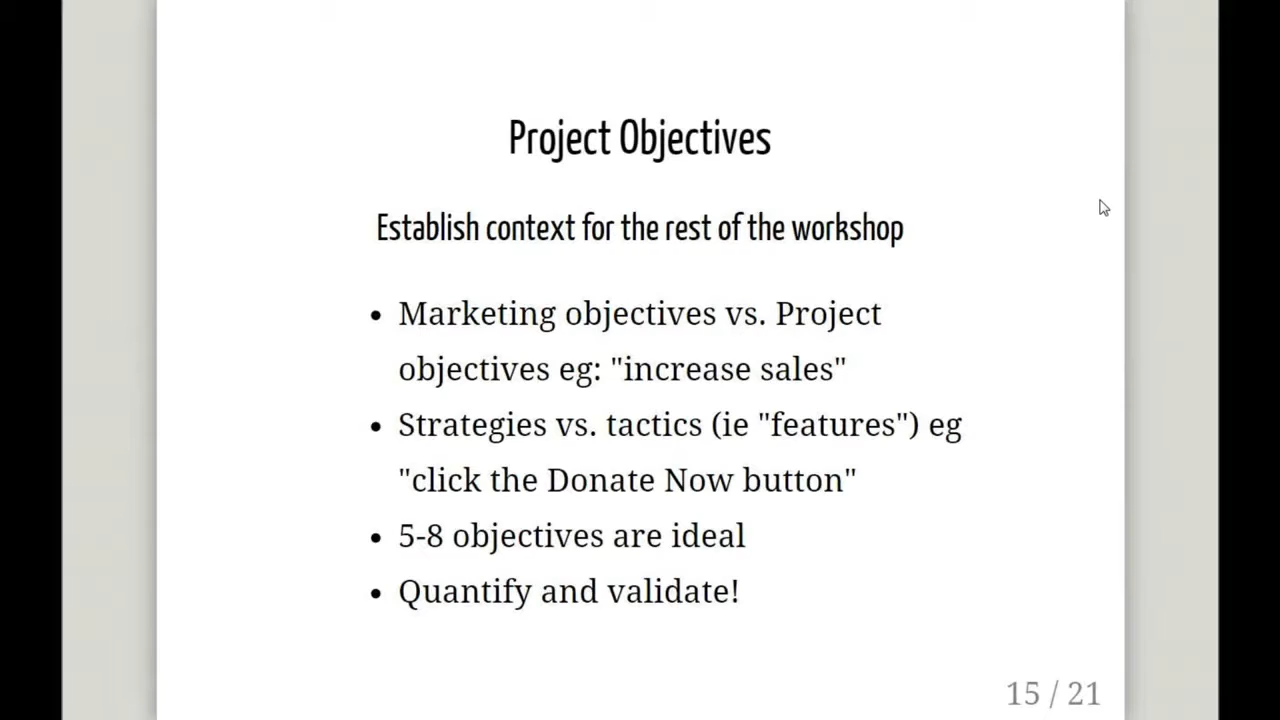 Project Objectives
Establish context for the rest of the workshop
• Marketing objectives vs. Project
objectives eg: "increase sales"
• Strategies vs. tactics (ie "features") eg
"click the Donate Now button"
• 5-8 objectives are ideal
• Quantify and validate!
15 / 21